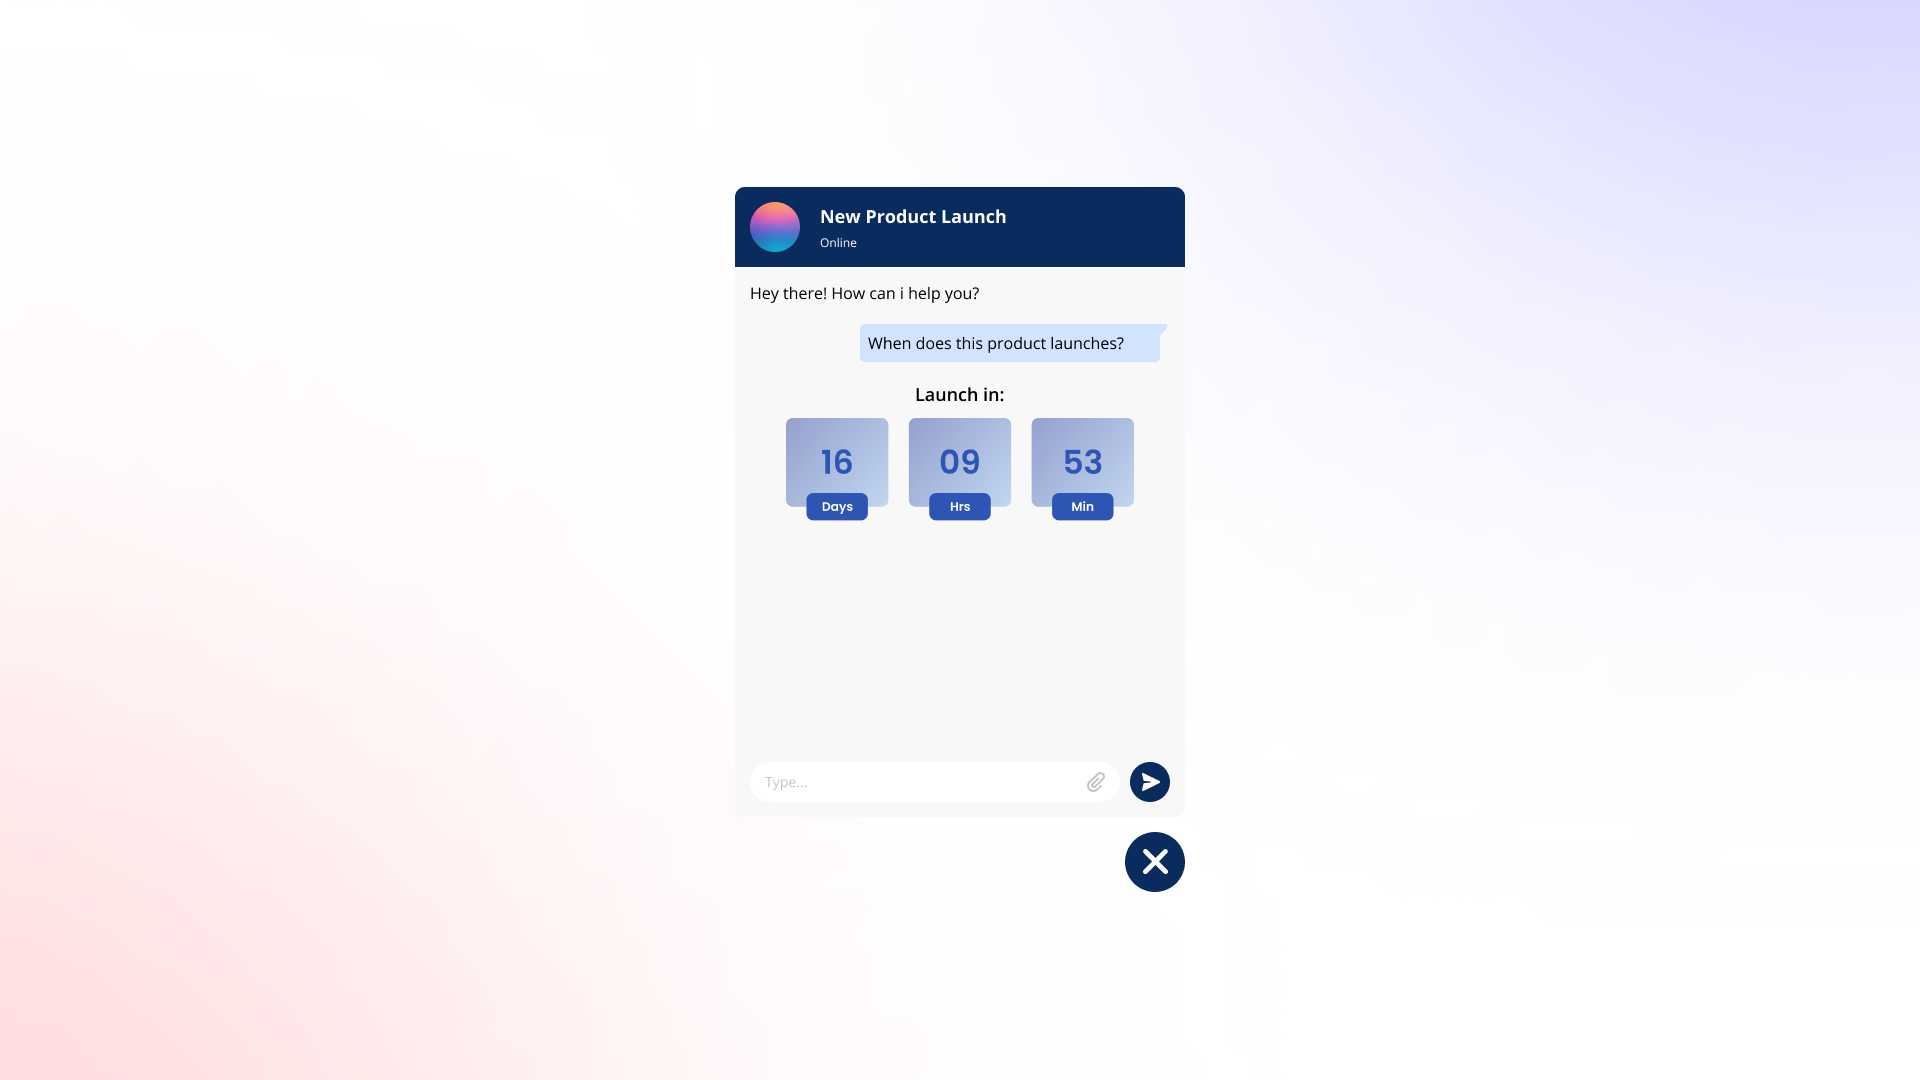 New Product Launch
Online
Hey there! How can i help you?
When does this product launches?
Launch in:
16 09 53
Days Hrs Min
Type...